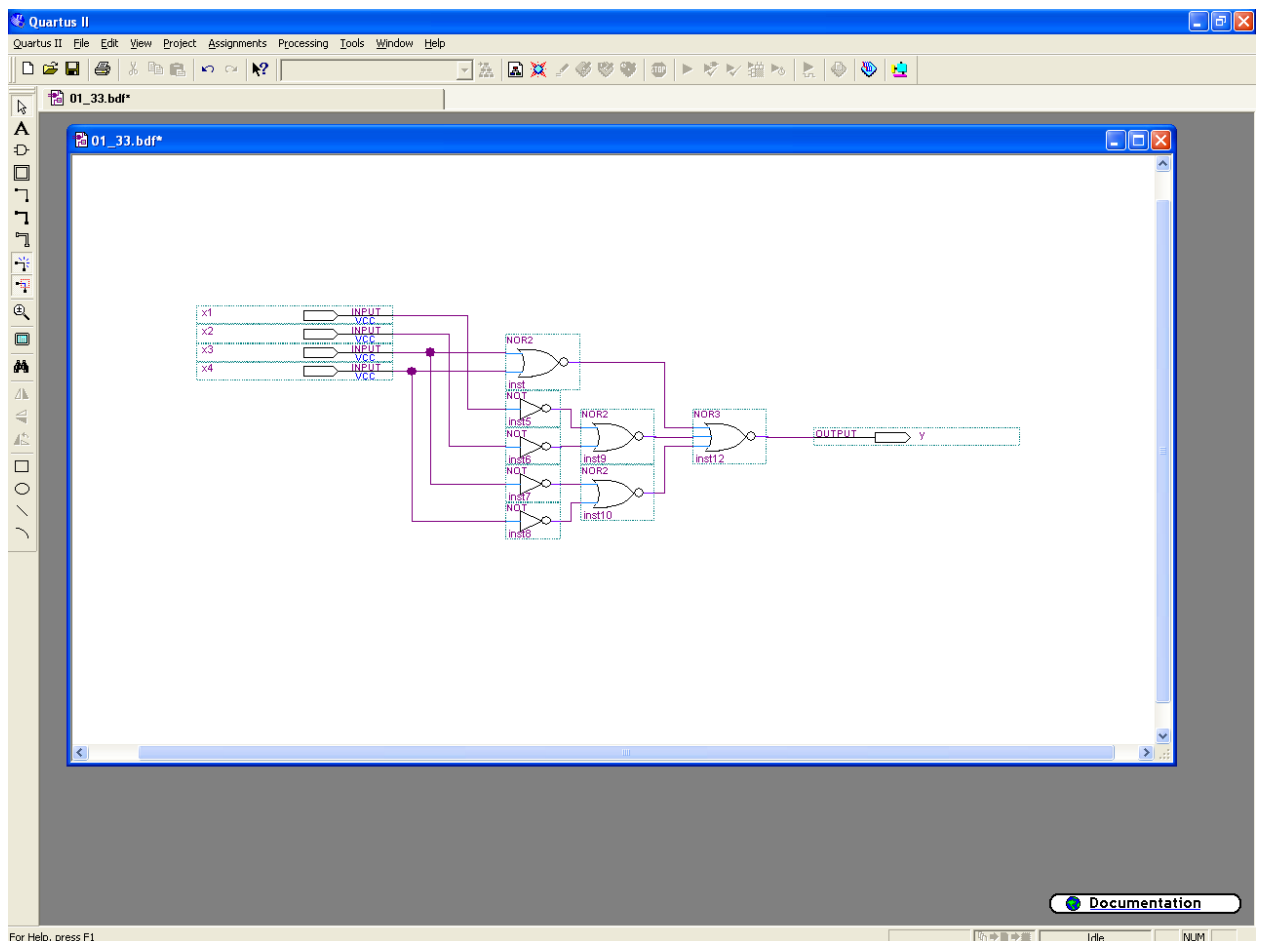 Quartus II
Quartus II File Edit View Project Assignments Processing Tools Window Help
01_33.bdf*
01_33.bdf*
x1 INPUT
VCC
x2 INPUT
VCC
x3 INPUT
VCC
x4 INPUT
VCC
NOR2
inst
NOT
inst5
NOT
inst6
NOT
inst7
NOT
inst8
NOR2
inst9
NOR2
inst10
NOR3
inst12
OUTPUT y
Documentation
For Help, press F1
Idle
NUM